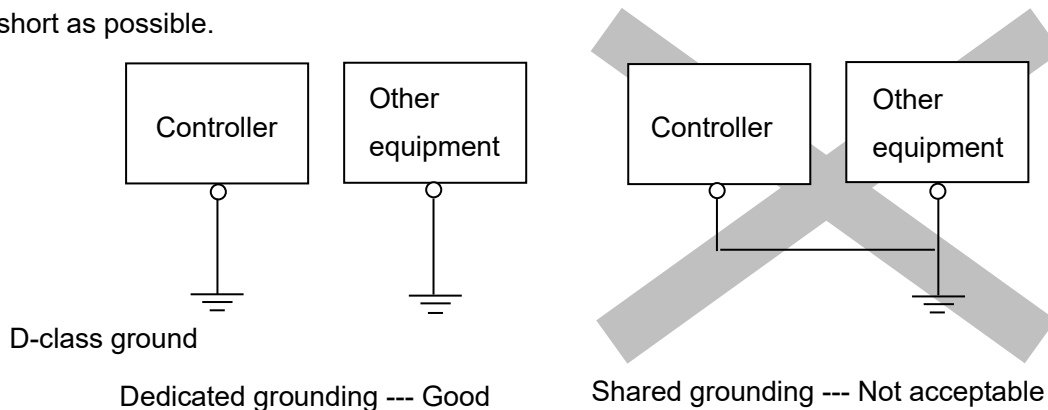 short as possible.
Controller
Other
equipment
Controller
Other
equipment
D-class ground
Dedicated grounding --- Good
Shared grounding --- Not acceptable